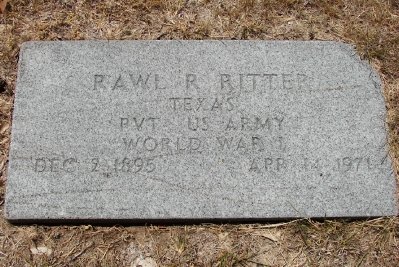 RAWL R RITTER
TEXAS
PVT US ARMY
WORLD WAR I
DEC 2 1895 APR 14 1971